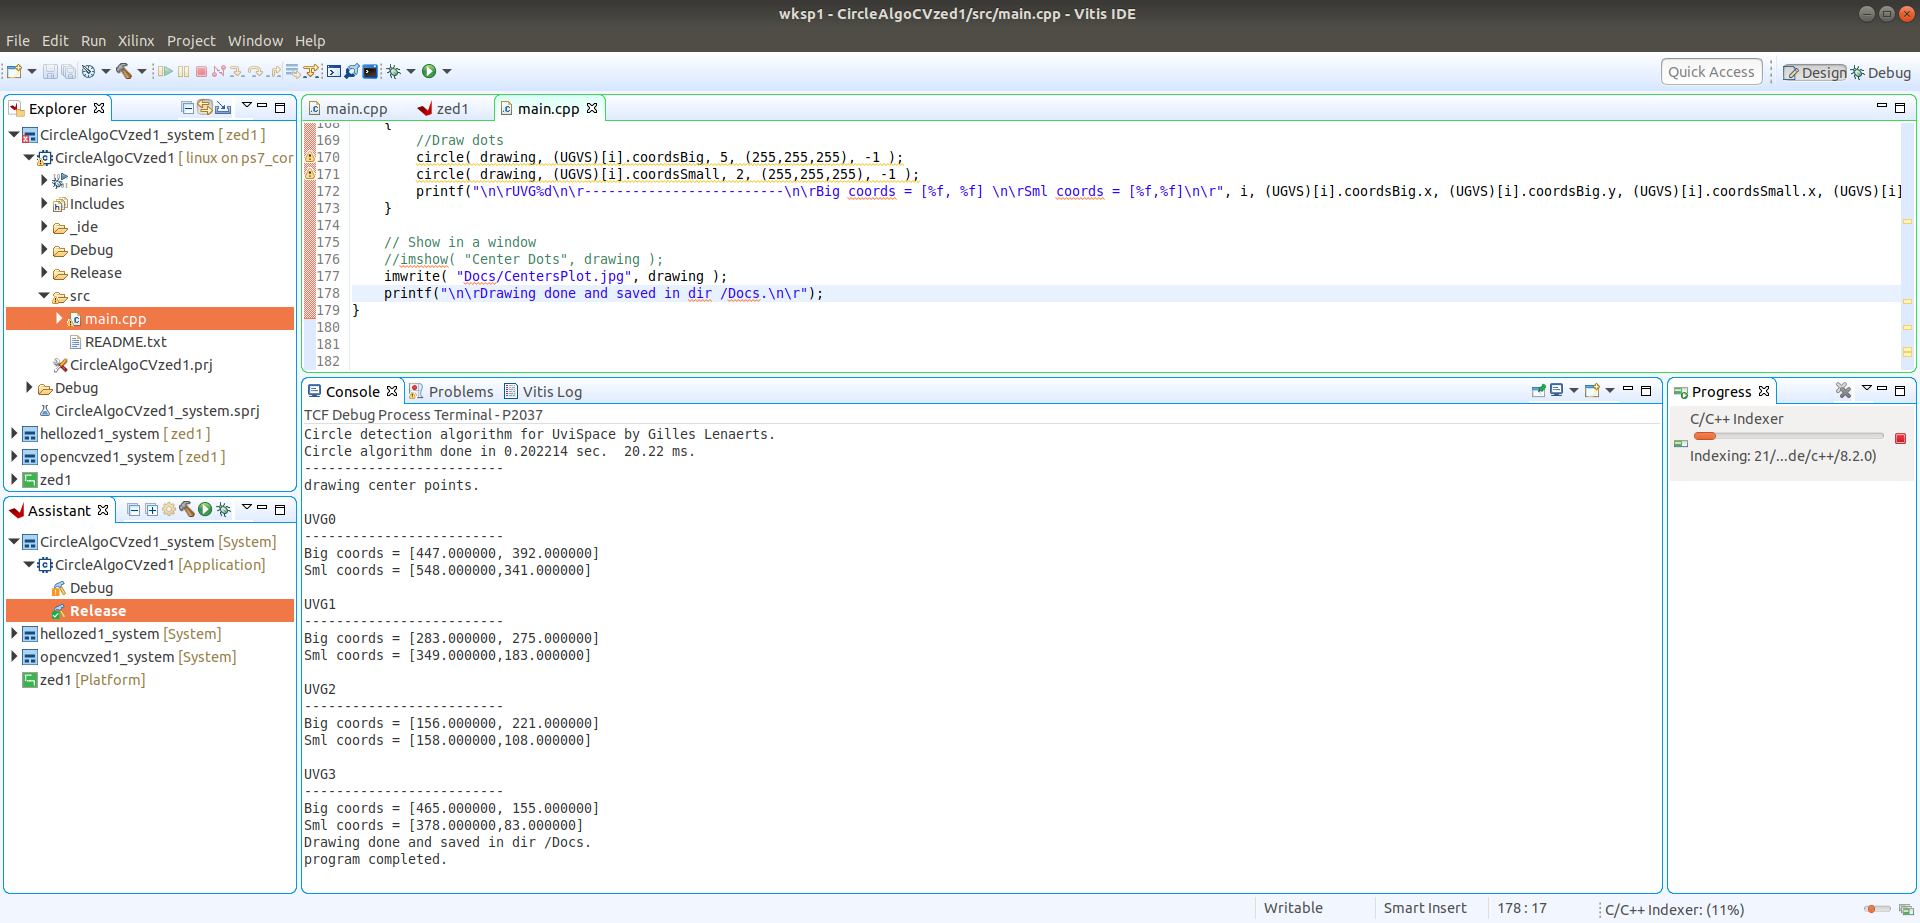 wksp1 - CircleAlgoCVzed1/src/main.cpp - Vitis IDE
File Edit Run Xilinx Project Window Help
Quick Access
Design
Debug
Explorer
CircleAlgoCVzed1_system [ zed1 ]
CircleAlgoCVzed1 [ linux on ps7_cor
Binaries
Includes
_ide
Debug
Release
src
main.cpp
README.txt
CircleAlgoCVzed1.prj
Debug
CircleAlgoCVzed1_system.sprj
hellozed1_system [ zed1 ]
opencvzed1_system [ zed1 ]
zed1
Assistant
CircleAlgoCVzed1_system [System]
CircleAlgoCVzed1 [Application]
Debug
Release
hellozed1_system [System]
opencvzed1_system [System]
zed1 [Platform]
main.cpp zed1 main.cpp
168 {
169 //Draw dots
170 circle( drawing, (UGVS)[i].coordsBig, 5, (255,255,255), -1 );
171 circle( drawing, (UGVS)[i].coordsSmall, 2, (255,255,255), -1 );
172 printf("\n\rUVG%d\n\r-------------------------\n\rBig coords = [%f, %f] \n\rSml coords = [%f,%f]\n\r", i, (UGVS)[i].coordsBig.x, (UGVS)[i].coordsBig.y, (UGVS)[i].coordsSmall.x, (UGVS)[i]
173 }
174
175 // Show in a window
176 //imshow( "Center Dots", drawing );
177 imwrite( "Docs/CentersPlot.jpg", drawing );
178 printf("\n\rDrawing done and saved in dir /Docs.\n\r");
179 }
180
181
182
Console Problems Vitis Log
TCF Debug Process Terminal - P2037
Circle detection algorithm for UviSpace by Gilles Lenaerts.
Circle algorithm done in 0.202214 sec.  20.22 ms.
-------------------------
drawing center points.
UVG0
-------------------------
Big coords = [447.000000, 392.000000]
Sml coords = [548.000000,341.000000]
UVG1
-------------------------
Big coords = [283.000000, 275.000000]
Sml coords = [349.000000,183.000000]
UVG2
-------------------------
Big coords = [156.000000, 221.000000]
Sml coords = [158.000000,108.000000]
UVG3
-------------------------
Big coords = [465.000000, 155.000000]
Sml coords = [378.000000,83.000000]
Drawing done and saved in dir /Docs.
program completed.
Progress
C/C++ Indexer
Indexing: 21/...de/c++/8.2.0)
Writable Smart Insert 178 : 17 C/C++ Indexer: (11%)